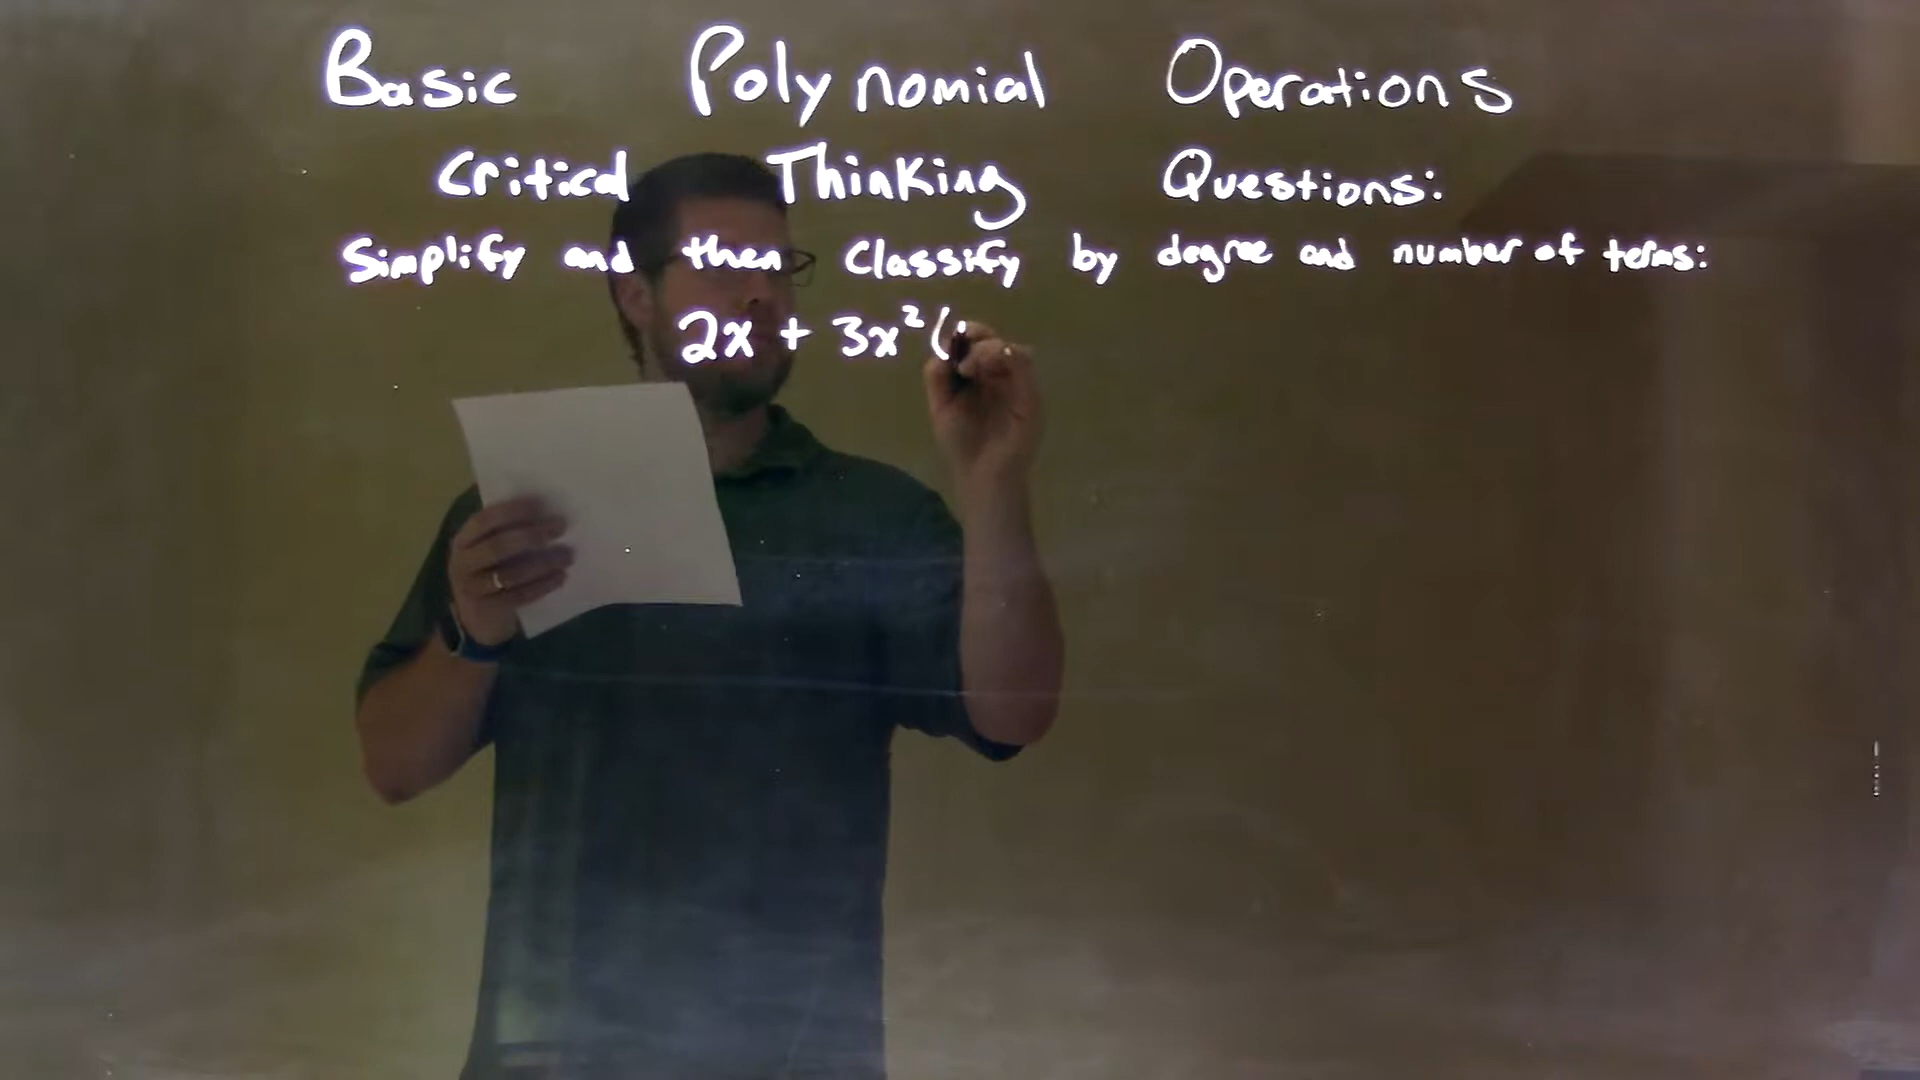 Basic Polynomial Operations
Critical Thinking Questions:
Simplify and then Classify by degree and number of terms:
2x + 3x²(